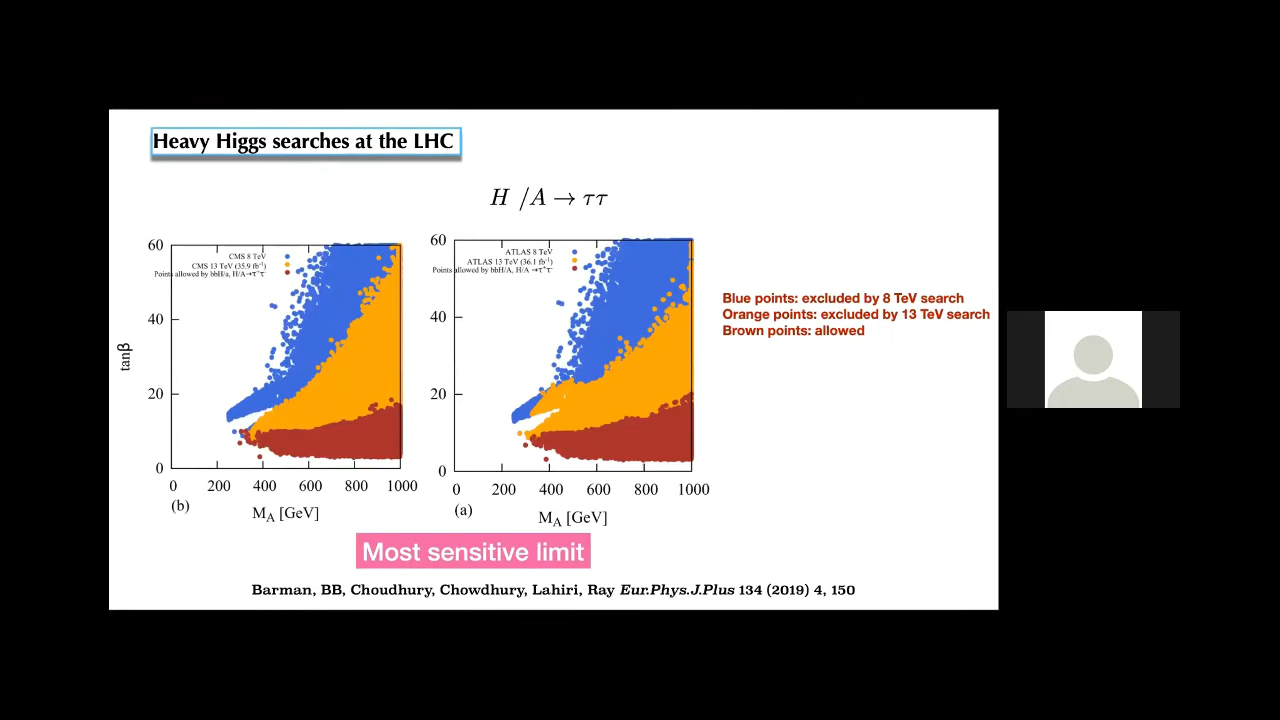 Heavy Higgs searches at the LHC
H /A → ττ
60
40
20
0
tanβ
CMS 8 TeV
CMS 13 TeV (35.9 fb⁻¹)
Points allowed by bbH/a, H/A→τ⁺τ⁻
0 200 400 600 800 1000
(b)
M_A [GeV]
60
40
20
0
ATLAS 8 TeV
ATLAS 13 TeV (36.1 fb⁻¹)
Points allowed by bbH/A, H/A →τ⁺τ⁻
0 200 400 600 800 1000
(a)
M_A [GeV]
Blue points: excluded by 8 TeV search
Orange points: excluded by 13 TeV search
Brown points: allowed
Most sensitive limit
Barman, BB, Choudhury, Chowdhury, Lahiri, Ray Eur.Phys.J.Plus 134 (2019) 4, 150